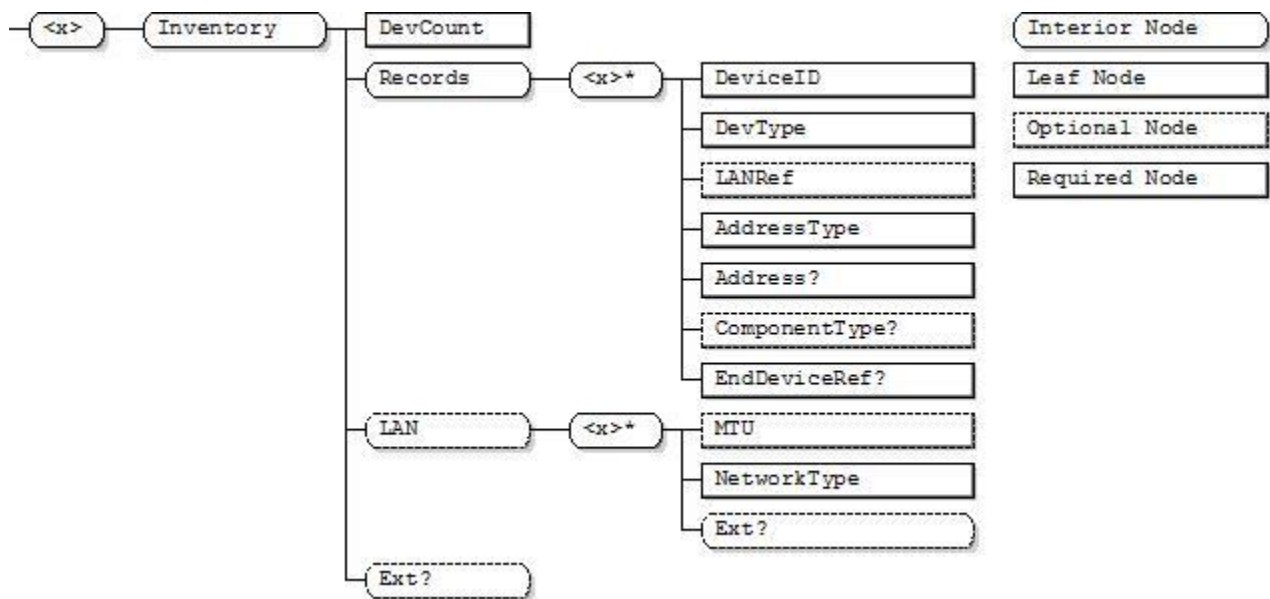 <x> Inventory DevCount Interior Node
Records <x>* DeviceID Leaf Node
DevType Optional Node
LANRef Required Node
AddressType
Address?
ComponentType?
EndDeviceRef?
LAN <x>* MTU
NetworkType
Ext?
Ext?